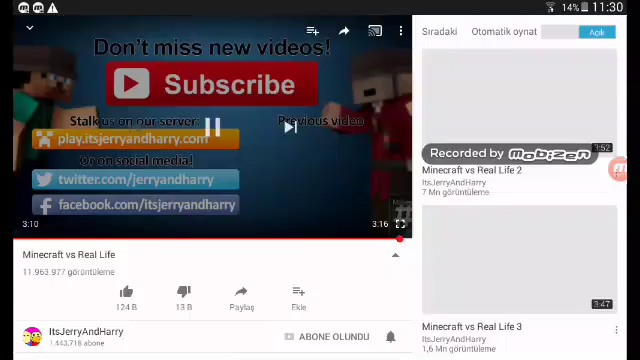 14% 11:30
Don't miss new videos!
Subscribe
Stalk us on our server:
Previous video
play.itsjerryandharry.com
Or on social media!
twitter.com/jerryandharry
facebook.com/itsjerryandharry
3:10
3:16
Minecraft vs Real Life
11.963.977 görüntüleme
124 B
13 B
Paylaş
Ekle
ItsJerryAndHarry
1.443.718 abone
ABONE OLUNDU
Sıradaki
Otomatik oynat
Açık
3:52
Recorded by mobizen
Minecraft vs Real Life 2
ItsJerryAndHarry
7 Mn görüntüleme
3:47
Minecraft vs Real Life 3
ItsJerryAndHarry
1,6 Mn görüntüleme